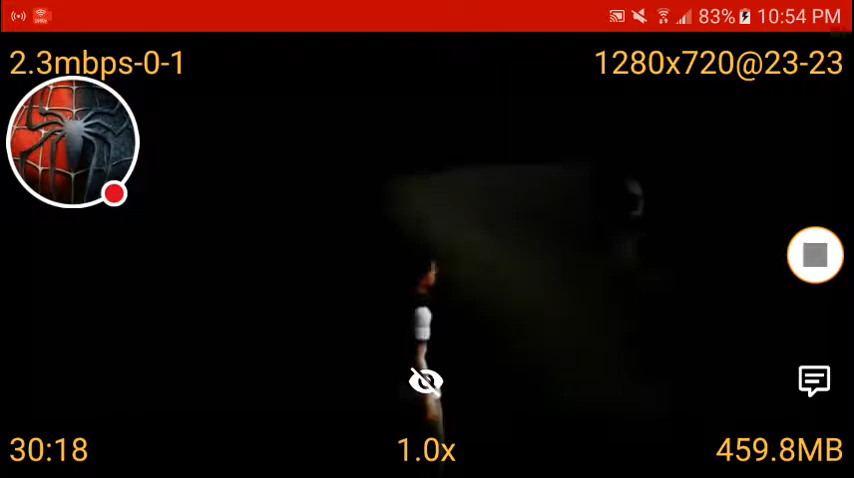 83% 10:54 PM
2.3mbps-0-1
1280x720@23-23
30:18
1.0x
459.8MB